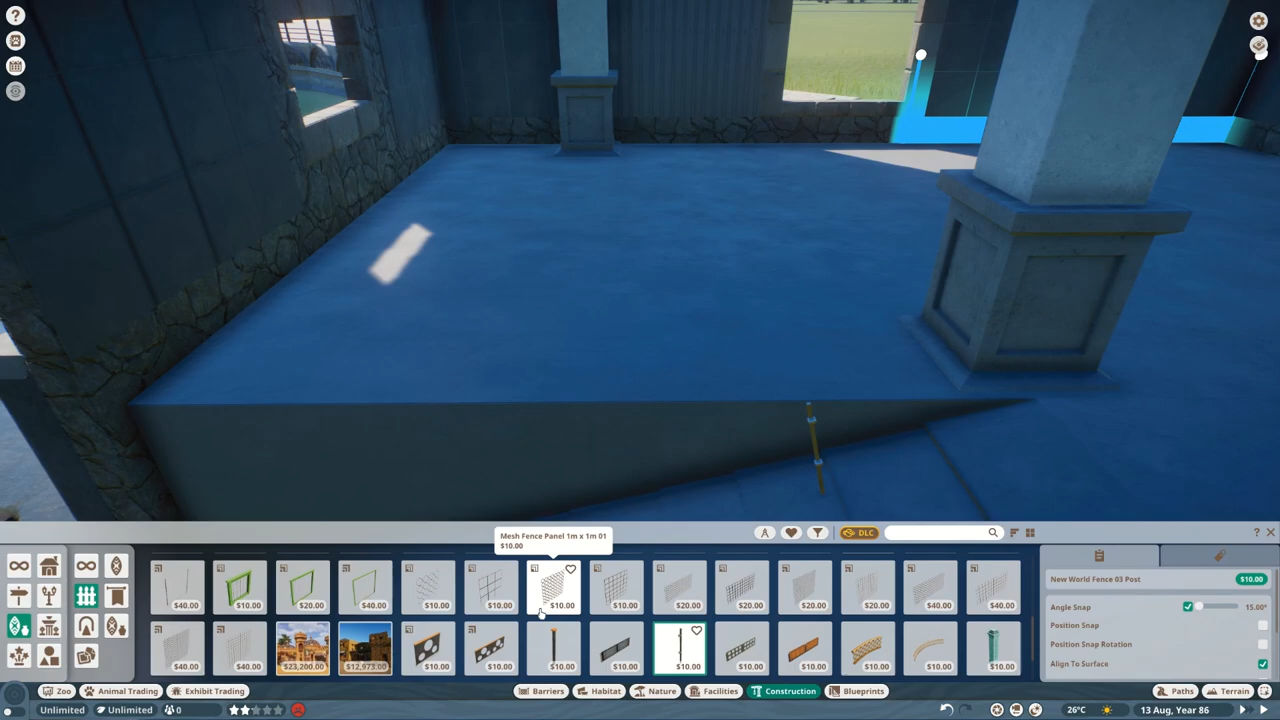 ?
Mesh Fence Panel 1m x 1m 01
$10.00
DLC
? ×
$40.00 $10.00 $20.00 $40.00 $10.00 $10.00 $10.00 $10.00 $20.00 $20.00 $20.00 $20.00 $40.00 $40.00
$40.00 $40.00 $23,200.00 $12,973.00 $10.00 $10.00 $10.00 $10.00 $10.00 $10.00 $10.00 $10.00 $10.00 $10.00
New World Fence 03 Post $10.00
Angle Snap 15.00°
Position Snap
Position Snap Rotation
Align To Surface
Zoo Animal Trading Exhibit Trading Barriers Habitat Nature Facilities Construction Blueprints Paths Terrain
Unlimited Unlimited 0 26°C 13 Aug, Year 86